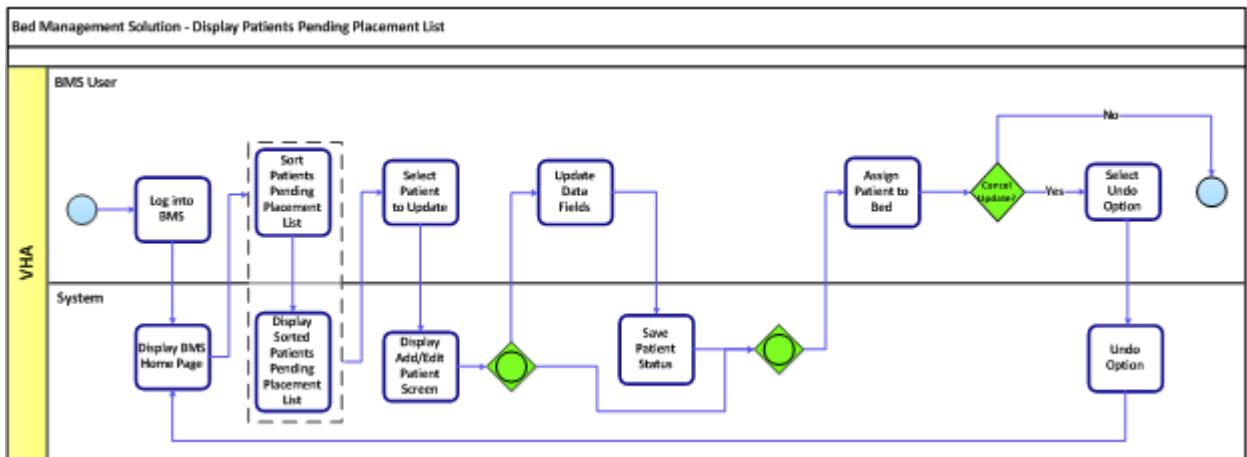 Bed Management Solution - Display Patients Pending Placement List
VHA
BMS User
Log into
BMS
Sort
Patients
Pending
Placement
List
Select
Patient
to Update
Update
Data
Fields
Assign
Patient to
Bed
Cancel
Update?
No
Yes
Select
Undo
Option
System
Display BMS
Home Page
Display
Sorted
Patients
Pending
Placement
List
Display
Add/Edit
Patient
Screen
Save
Patient
Status
Undo
Option